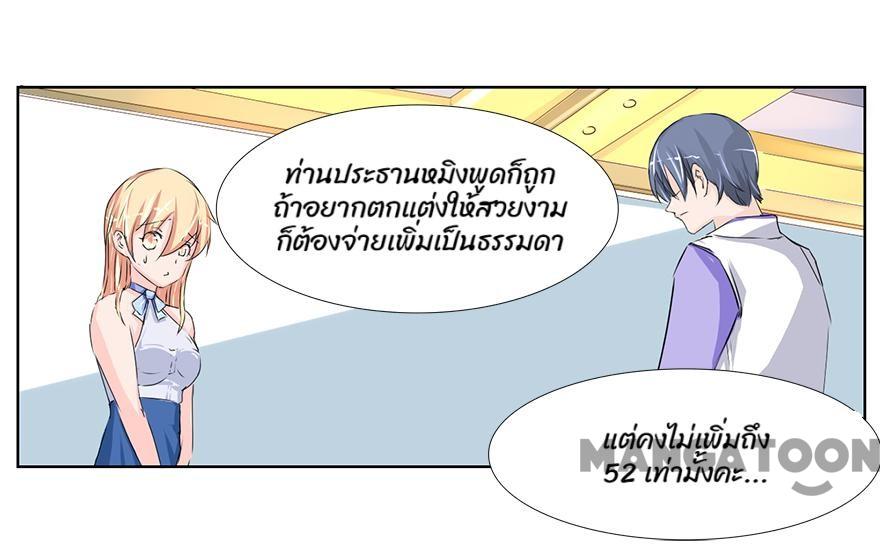 ท่านประธานหมิงพูดก็ถูก
ถ้าอยากตกแต่งให้สวยงาม
ก็ต้องจ่ายเพิ่มเป็นธรรมดา
แต่คงไม่เพิ่มถึง
52 เท่ามั้งคะ...
MANGATOON